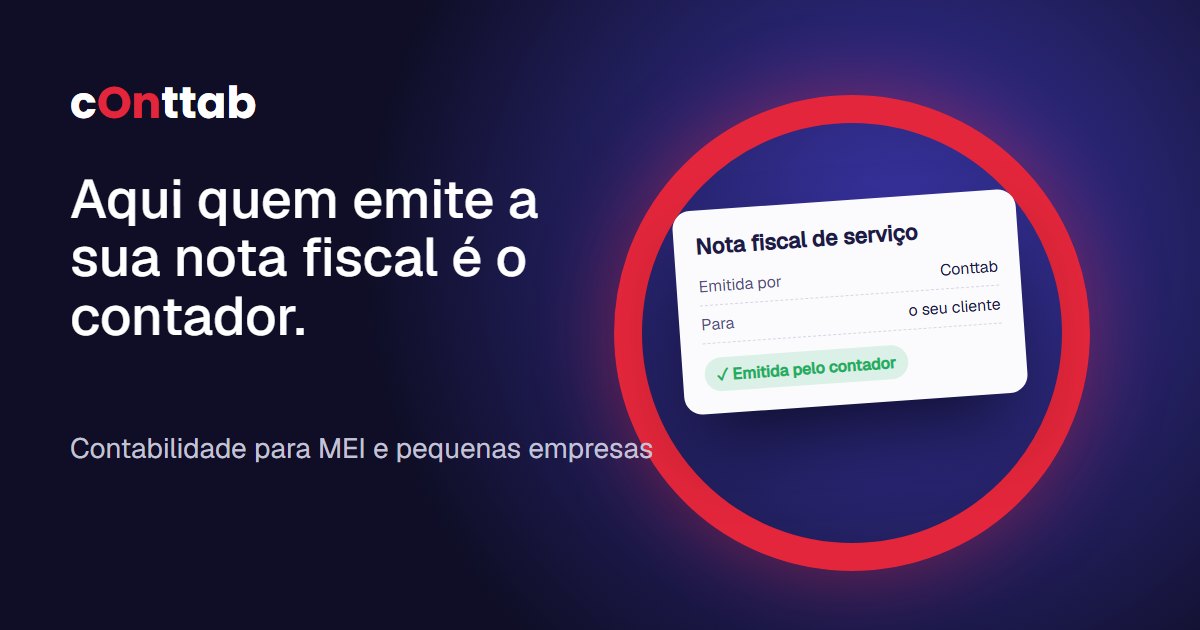 cOnttab
Aqui quem emite a
sua nota fiscal é o
contador.
Contabilidade para MEI e pequenas empresas
Nota fiscal de serviço
Emitida por Conttab
Para o seu cliente
✓ Emitida pelo contador